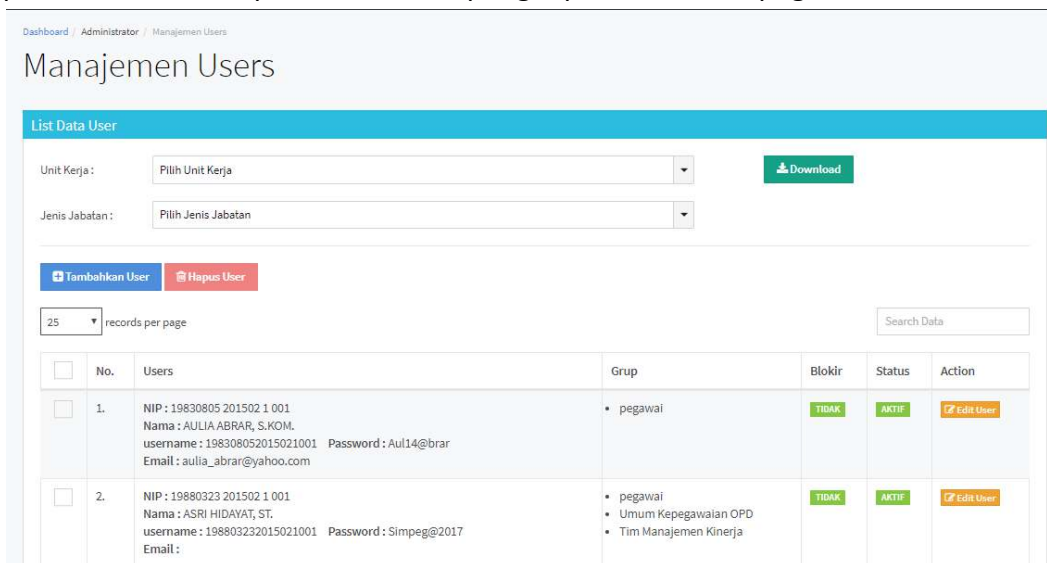 Dashboard / Administrator / Manajemen Users
Manajemen Users
List Data User
Unit Kerja : Pilih Unit Kerja Download
Jenis Jabatan : Pilih Jenis Jabatan
Tambahkan User Hapus User
25 records per page Search Data
No. Users Grup Blokir Status Action
1. NIP : 19830805 201502 1 001 • pegawai TIDAK AKTIF Edit User
Nama : AULIA ABRAR, S.KOM.
username : 198308052015021001 Password : Aul14@brar
Email : aulia_abrar@yahoo.com
2. NIP : 19880323 201502 1 001 • pegawai TIDAK AKTIF Edit User
Nama : ASRI HIDAYAT, ST. • Umum Kepegawaian OPD
username : 198803232015021001 Password : Simpeg@2017 • Tim Manajemen Kinerja
Email :